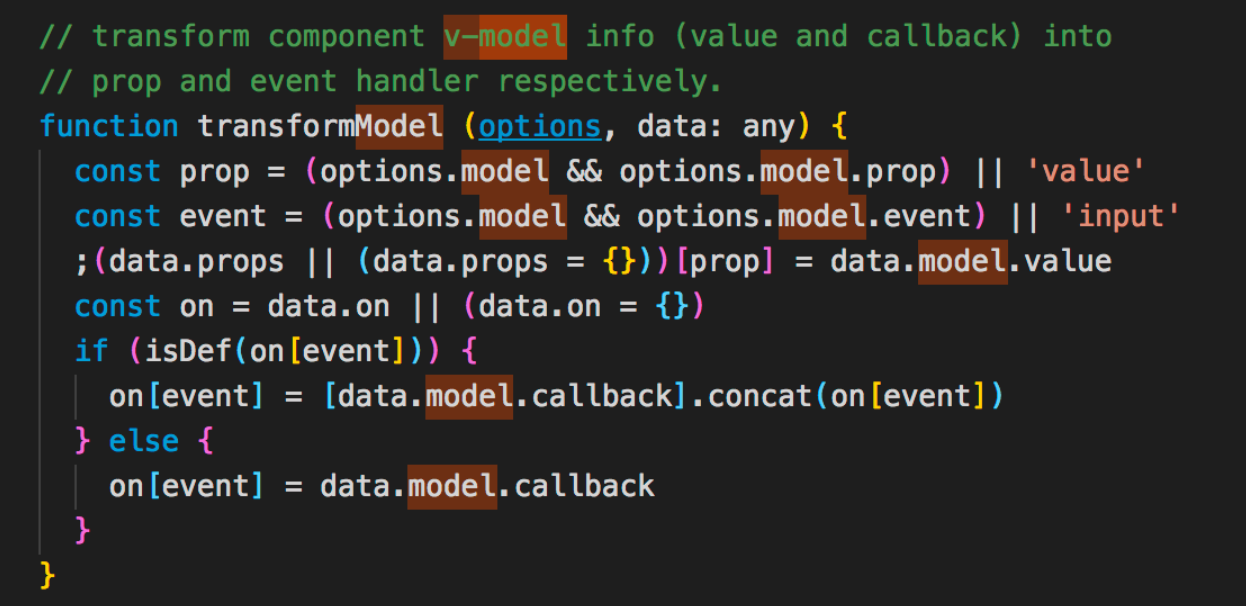 // transform component v-model info (value and callback) into
// prop and event handler respectively.
function transformModel (options, data: any) {
  const prop = (options.model && options.model.prop) || 'value'
  const event = (options.model && options.model.event) || 'input'
  ;(data.props || (data.props = {}))[prop] = data.model.value
  const on = data.on || (data.on = {})
  if (isDef(on[event])) {
    on[event] = [data.model.callback].concat(on[event])
  } else {
    on[event] = data.model.callback
  }
}